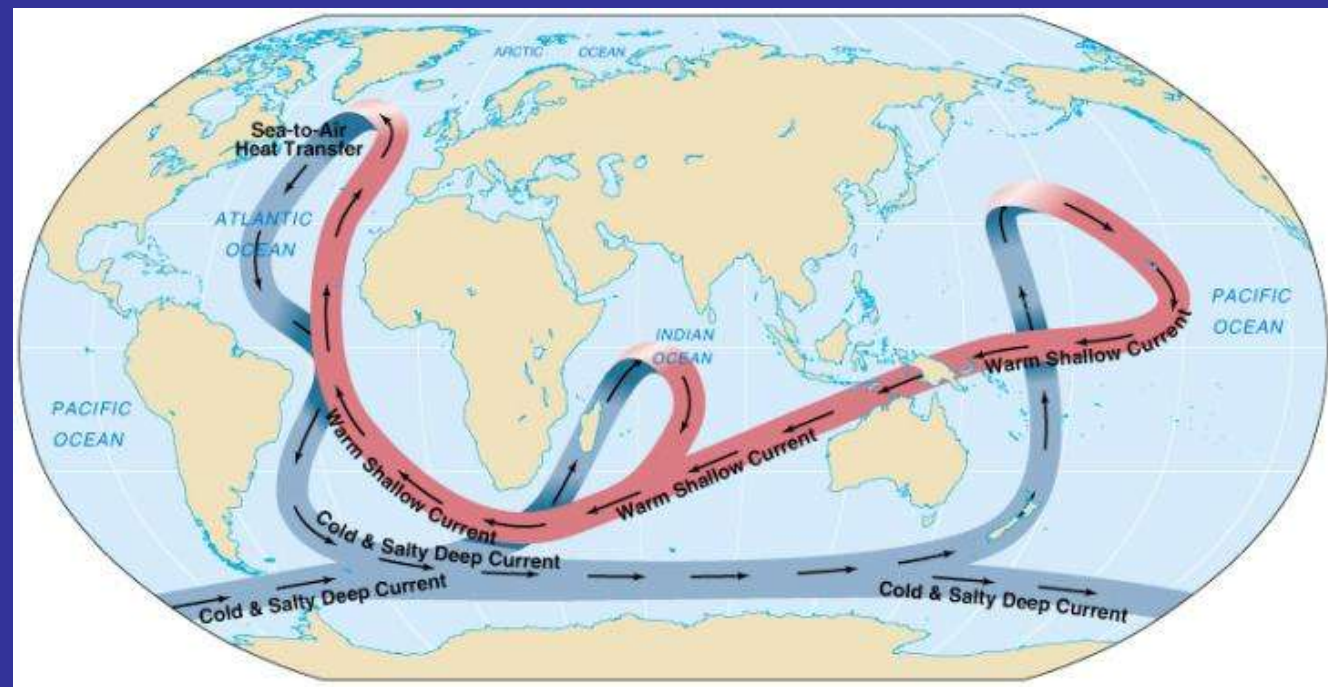 ARCTIC OCEAN
Sea-to-Air
Heat Transfer
ATLANTIC
OCEAN
PACIFIC
OCEAN
INDIAN
OCEAN
Warm Shallow Current
PACIFIC
OCEAN
Warm Shallow Current
Warm Shallow Current
Cold & Salty Deep Current
Cold & Salty Deep Current
Cold & Salty Deep Current